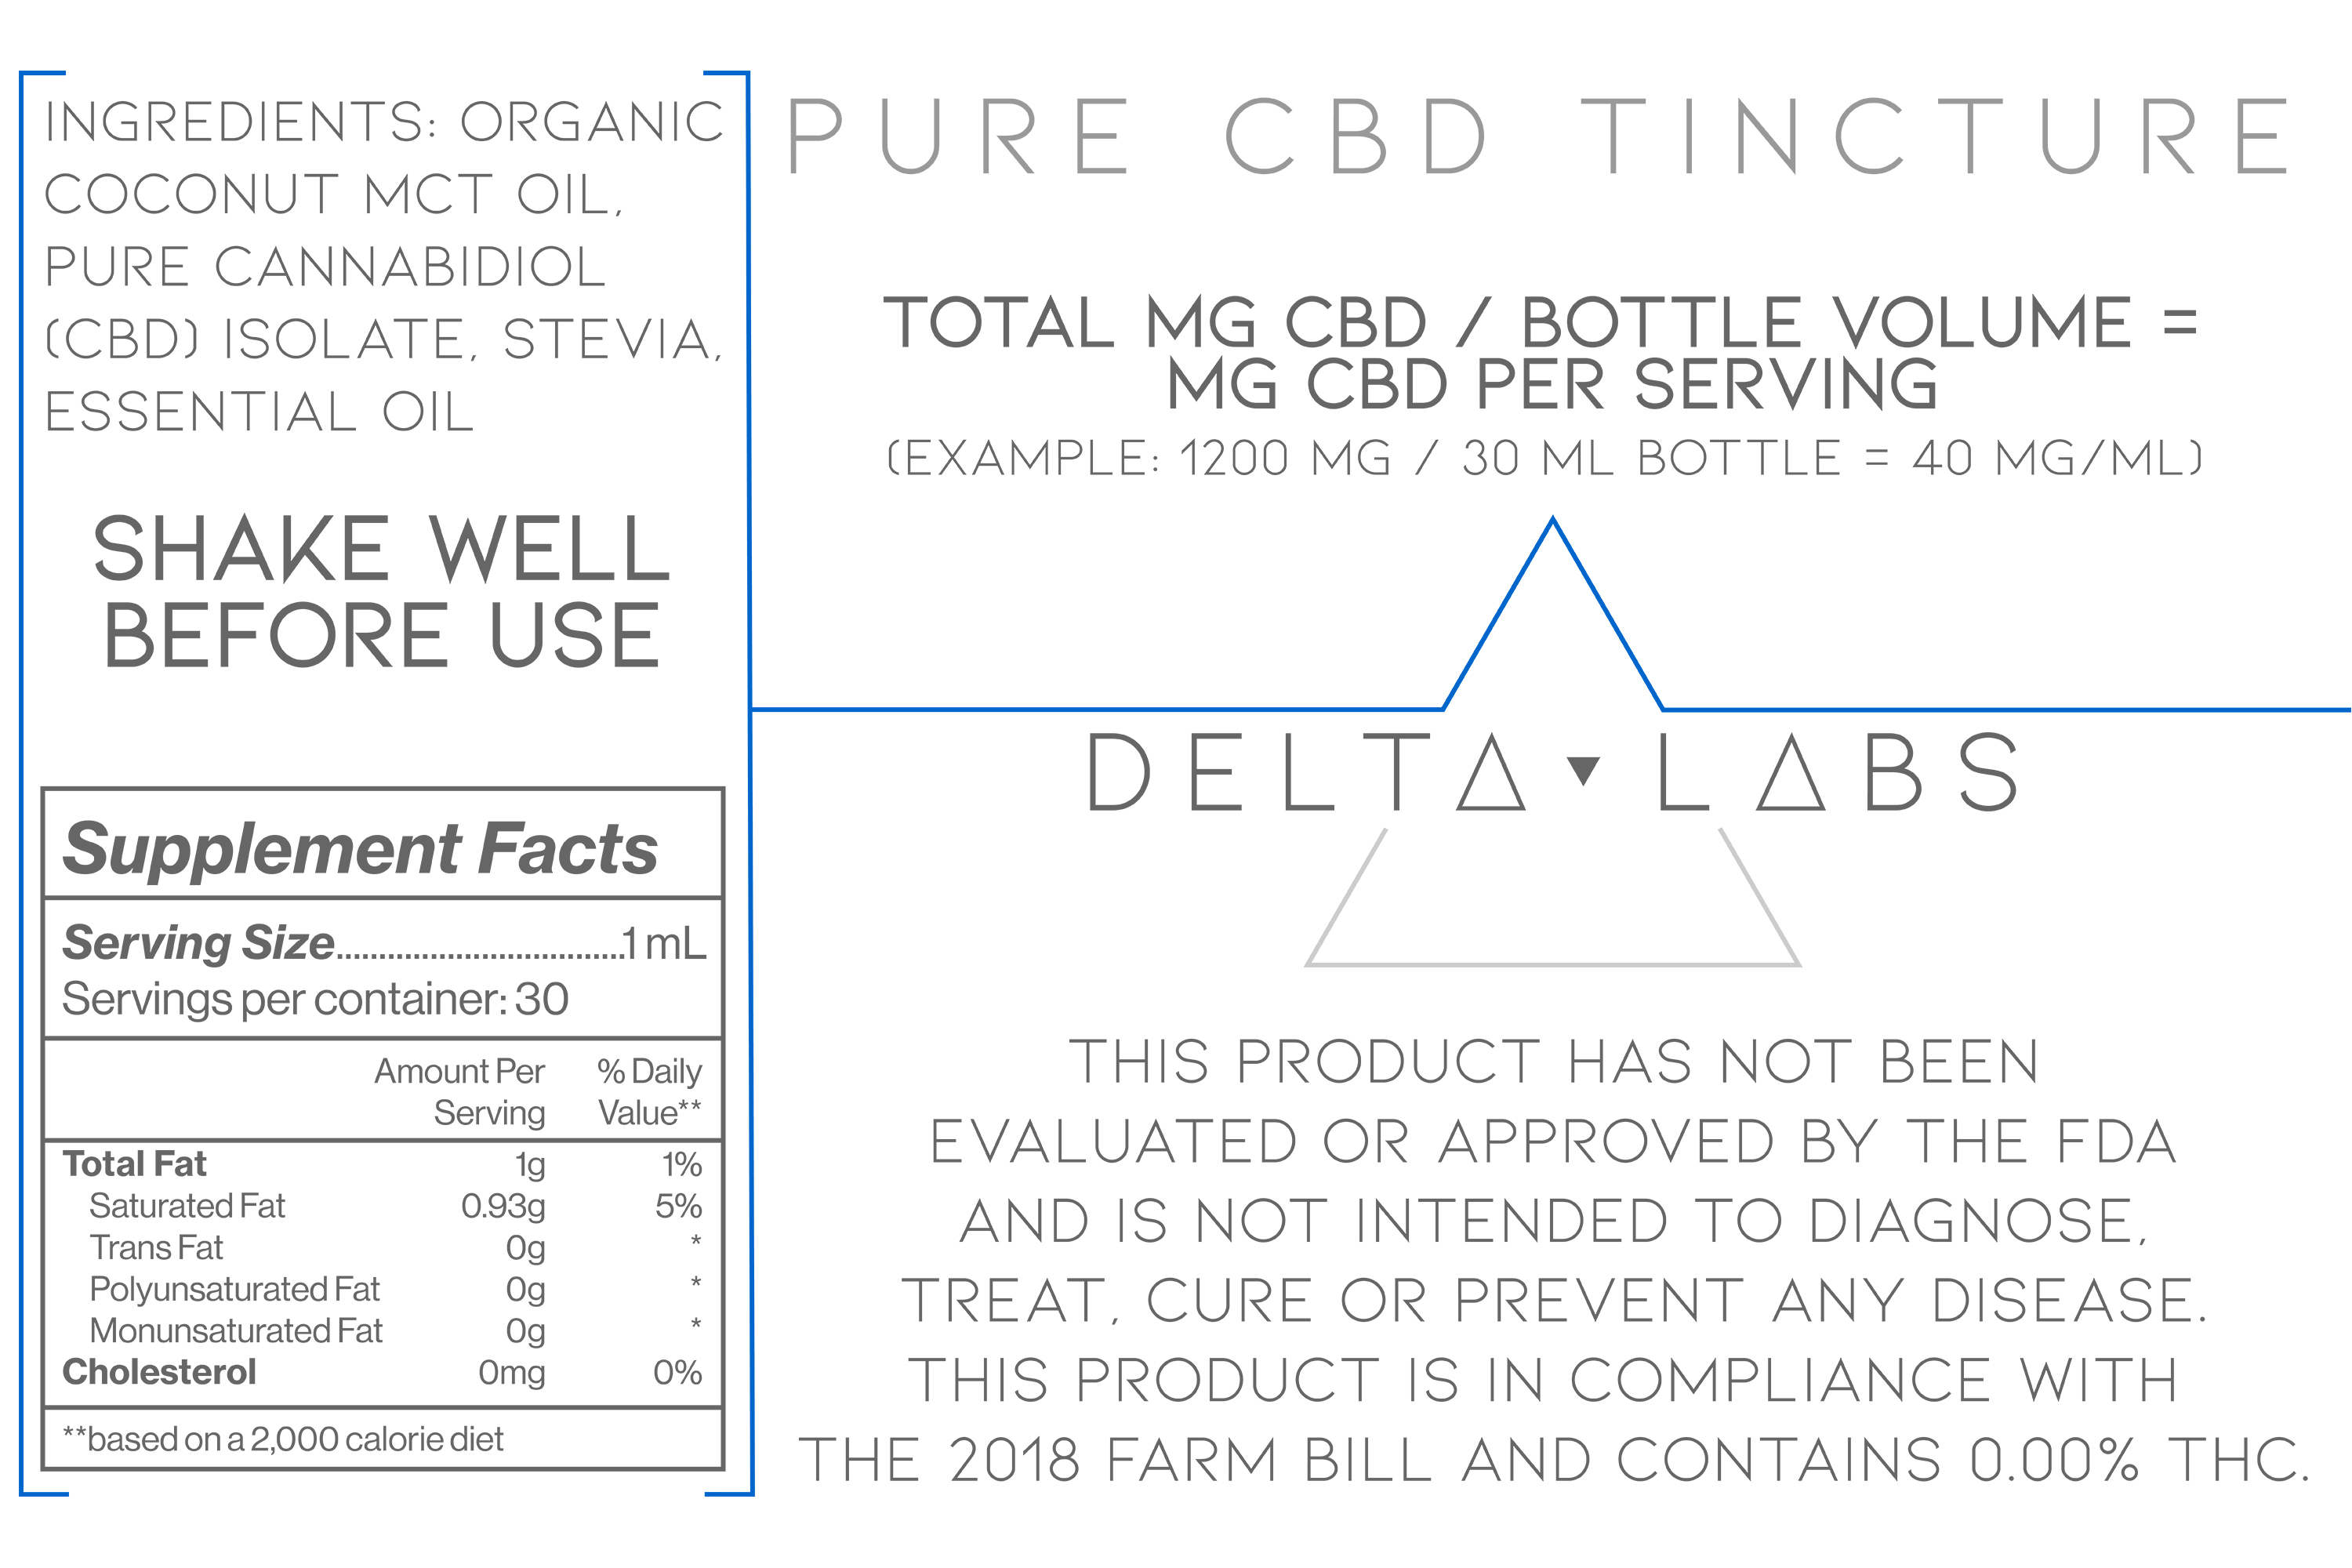 INGREDIENTS: ORGANIC
COCONUT MCT OIL,
PURE CANNABIDIOL
(CBD) ISOLATE, STEVIA,
ESSENTIAL OIL
SHAKE WELL
BEFORE USE
Supplement Facts
Serving Size................................1 mL
Servings per container: 30
Amount Per % Daily
Serving Value**
Total Fat 1g 1%
Saturated Fat 0.93g 5%
Trans Fat 0g *
Polyunsaturated Fat 0g *
Monunsaturated Fat 0g *
Cholesterol 0mg 0%
**based on a 2,000 calorie diet
PURE CBD TINCTURE
TOTAL MG CBD / BOTTLE VOLUME =
MG CBD PER SERVING
(EXAMPLE: 1200 MG / 30 ML BOTTLE = 40 MG/ML)
DELTA▼LABS
THIS PRODUCT HAS NOT BEEN
EVALUATED OR APPROVED BY THE FDA
AND IS NOT INTENDED TO DIAGNOSE,
TREAT, CURE OR PREVENT ANY DISEASE.
THIS PRODUCT IS IN COMPLIANCE WITH
THE 2018 FARM BILL AND CONTAINS 0.00% THC.